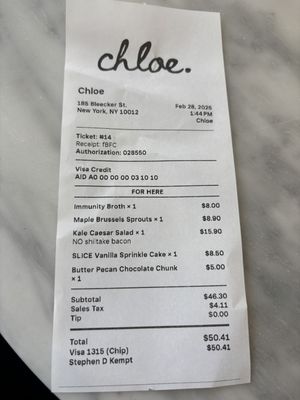 chloe.
Chloe
185 Bleecker St.
New York, NY 10012
Feb 28, 2025
1:44 PM
Chloe
Ticket: #14
Receipt: fBFC
Authorization: 028550
Visa Credit
AID A0 00 00 00 03 10 10
FOR HERE
Immunity Broth × 1 $8.00
Maple Brussels Sprouts × 1 $8.90
Kale Caesar Salad × 1 $15.90
NO shiitake bacon
SLiCE Vanilla Sprinkle Cake × 1 $8.50
Butter Pecan Chocolate Chunk $5.00
× 1
Subtotal $46.30
Sales Tax $4.11
Tip $0.00
Total $50.41
Visa 1315 (Chip) $50.41
Stephen D Kempt